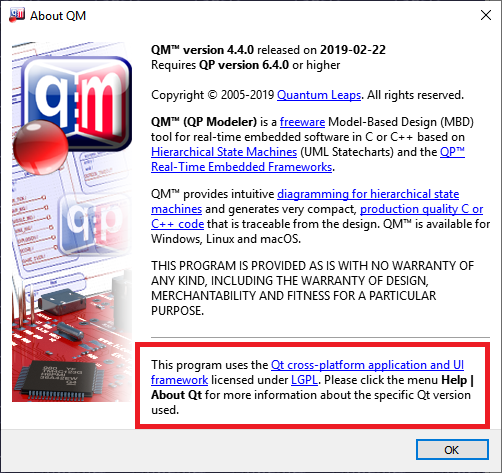 About QM
qm
QM™ version 4.4.0 released on 2019-02-22
Requires QP version 6.4.0 or higher
Copyright © 2005-2019 Quantum Leaps. All rights reserved.
QM™ (QP Modeler) is a freeware Model-Based Design (MBD)
tool for real-time embedded software in C or C++ based on
Hierarchical State Machines (UML Statecharts) and the QP™
Real-Time Embedded Frameworks.
QM™ provides intuitive diagramming for hierarchical state
machines and generates very compact, production quality C or
C++ code that is traceable from the design. QM™ is available for
Windows, Linux and macOS.
THIS PROGRAM IS PROVIDED AS IS WITH NO WARRANTY OF
ANY KIND, INCLUDING THE WARRANTY OF DESIGN,
MERCHANTABILITY AND FITNESS FOR A PARTICULAR
PURPOSE.
This program uses the Qt cross-platform application and UI
framework licensed under LGPL. Please click the menu Help |
About Qt for more information about the specific Qt version
used.
OK